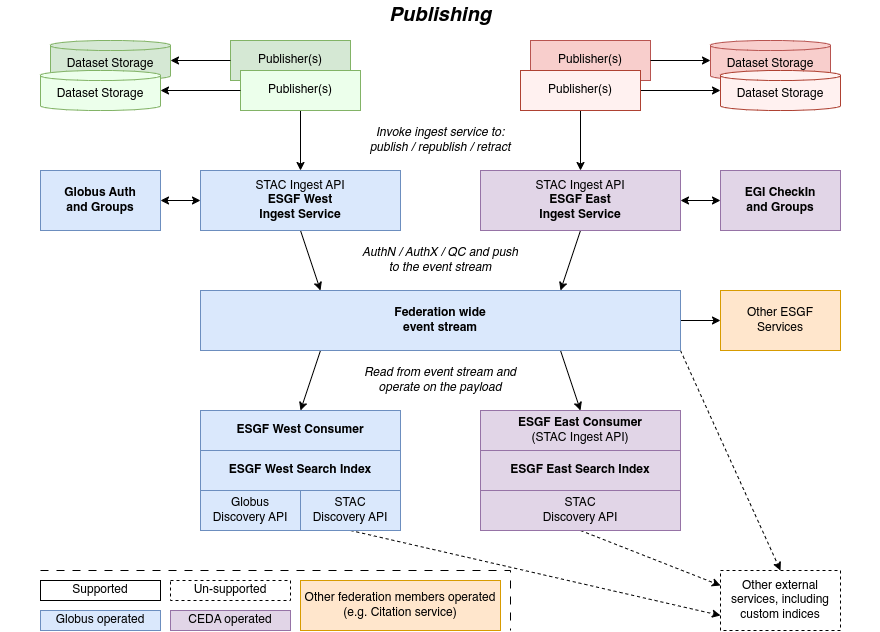 Publishing
Dataset Storage
Publisher(s)
Publisher(s)
Dataset Storage
Dataset Storage
Publisher(s)
Publisher(s)
Dataset Storage
Invoke ingest service to:
publish / republish / retract
Globus Auth
and Groups
STAC Ingest API
ESGF West
Ingest Service
STAC Ingest API
ESGF East
Ingest Service
EGI CheckIn
and Groups
AuthN / AuthX / QC and push
to the event stream
Federation wide
event stream
Other ESGF
Services
Read from event stream and
operate on the payload
ESGF West Consumer
ESGF West Search Index
Globus
Discovery API
STAC
Discovery API
ESGF East Consumer
(STAC Ingest API)
ESGF East Search Index
STAC
Discovery API
Supported
Un-supported
Globus operated
CEDA operated
Other federation members operated
(e.g. Citation service)
Other external
services, including
custom indices